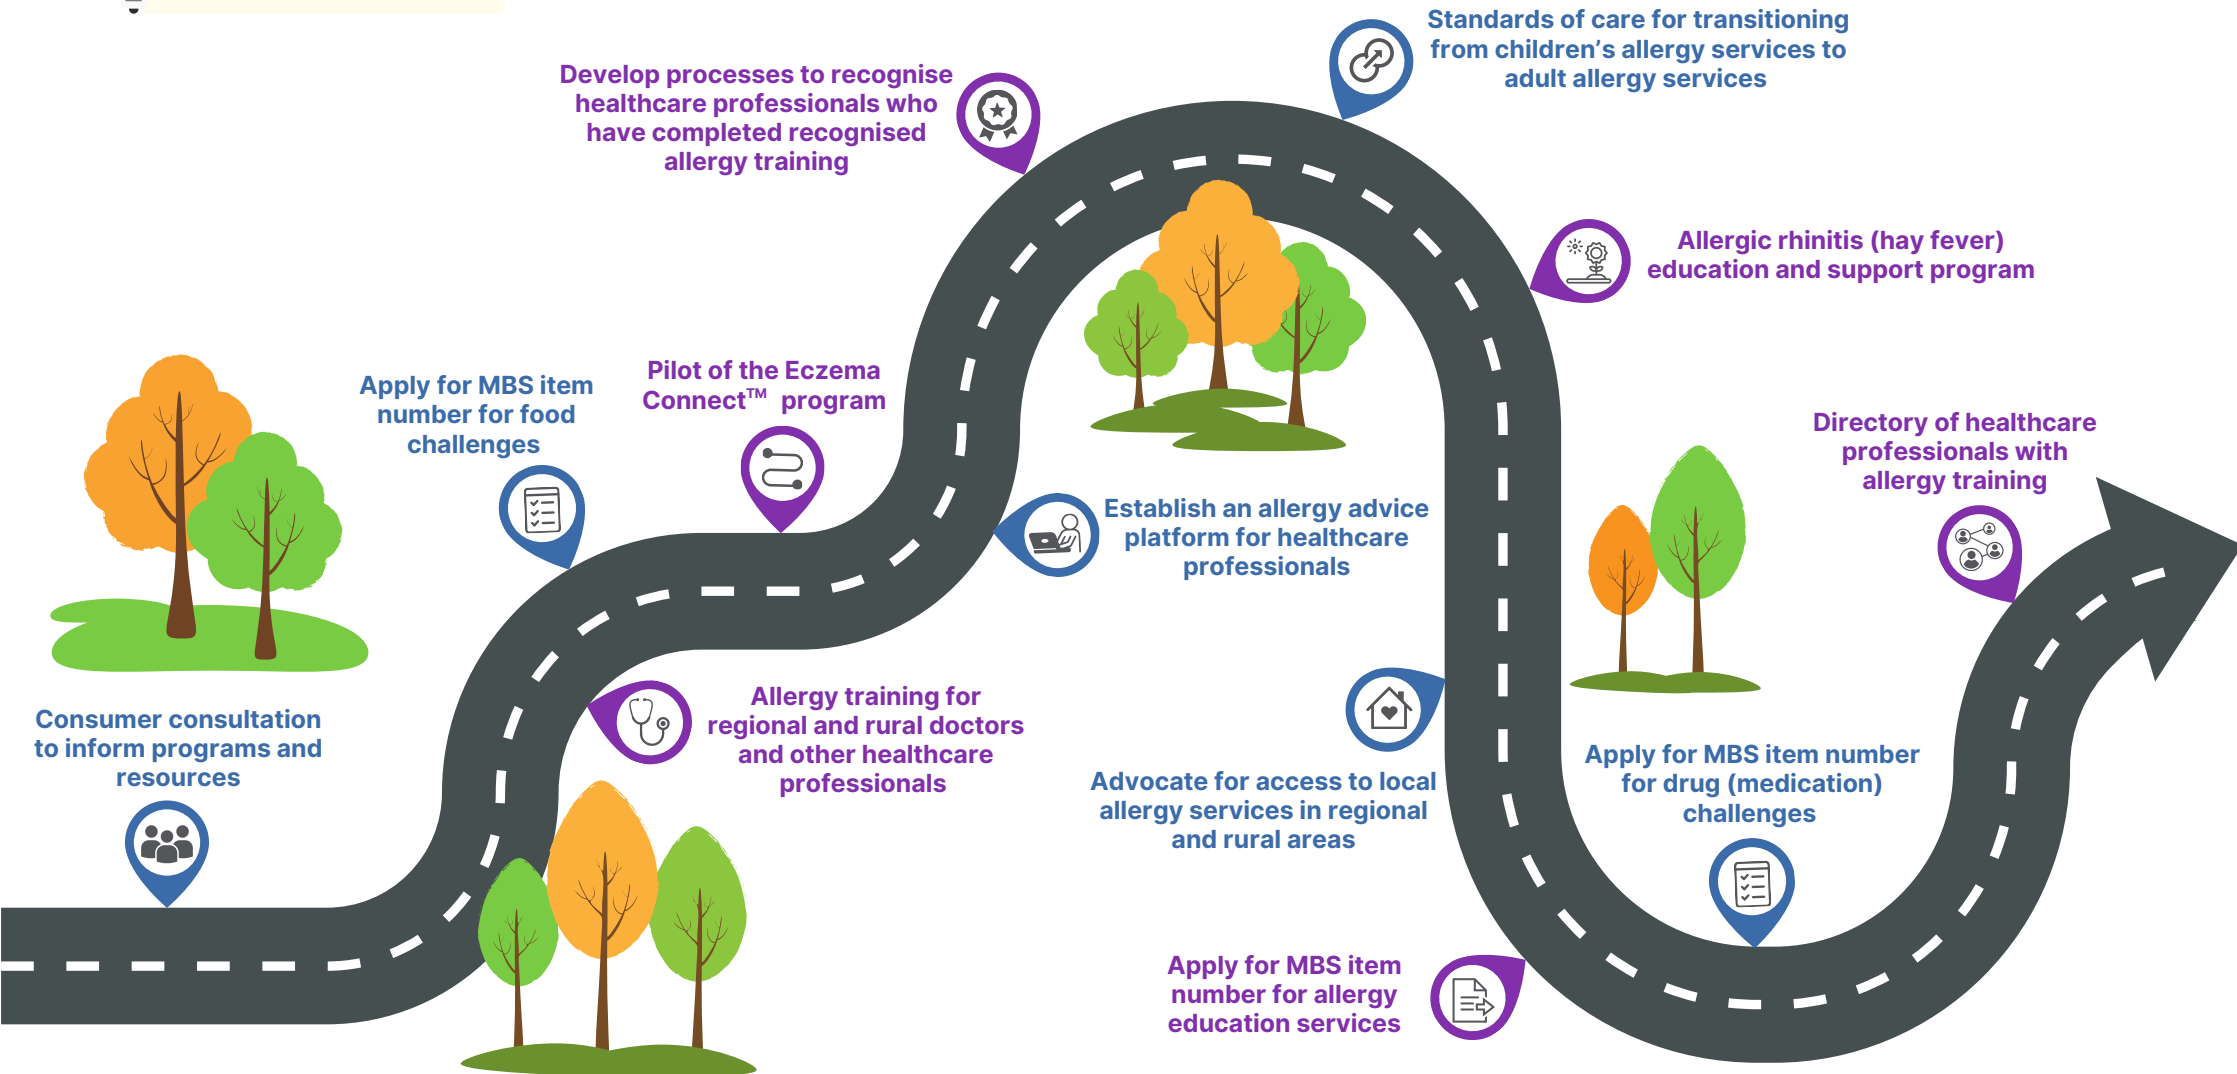 Consumer consultation
to inform programs and
resources
Apply for MBS item
number for food
challenges
Allergy training for
regional and rural doctors
and other healthcare
professionals
Pilot of the Eczema
Connect™ program
Establish an allergy advice
platform for healthcare
professionals
Develop processes to recognise
healthcare professionals who
have completed recognised
allergy training
Standards of care for transitioning
from children’s allergy services to
adult allergy services
Allergic rhinitis (hay fever)
education and support program
Advocate for access to local
allergy services in regional
and rural areas
Apply for MBS item
number for allergy
education services
Apply for MBS item number
for drug (medication)
challenges
Directory of healthcare
professionals with
allergy training